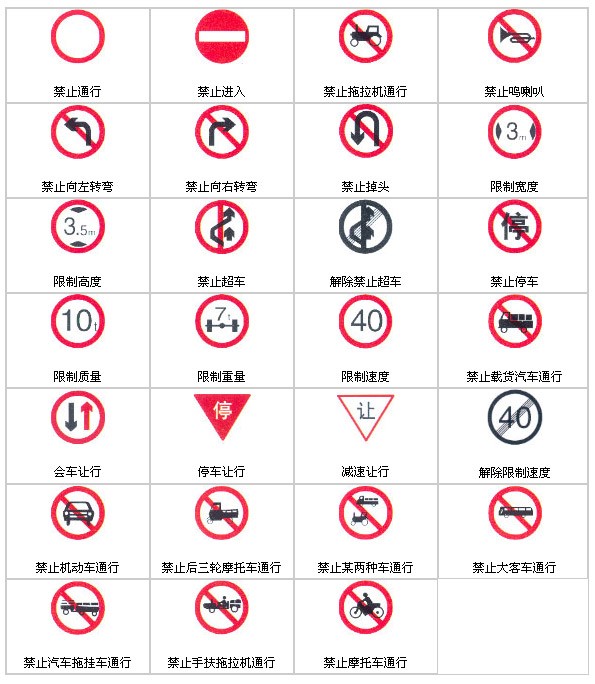 禁止通行
禁止进入
禁止拖拉机通行
禁止鸣喇叭
禁止向左转弯
禁止向右转弯
禁止掉头
3m
限制宽度
3.5m
限制高度
禁止超车
解除禁止超车
停
禁止停车
10t
限制质量
7t
限制重量
40
限制速度
禁止载货汽车通行
会车让行
停
停车让行
让
减速让行
40
解除限制速度
禁止机动车通行
禁止后三轮摩托车通行
禁止某两种车通行
禁止大客车通行
禁止汽车拖挂车通行
禁止手扶拖拉机通行
禁止摩托车通行